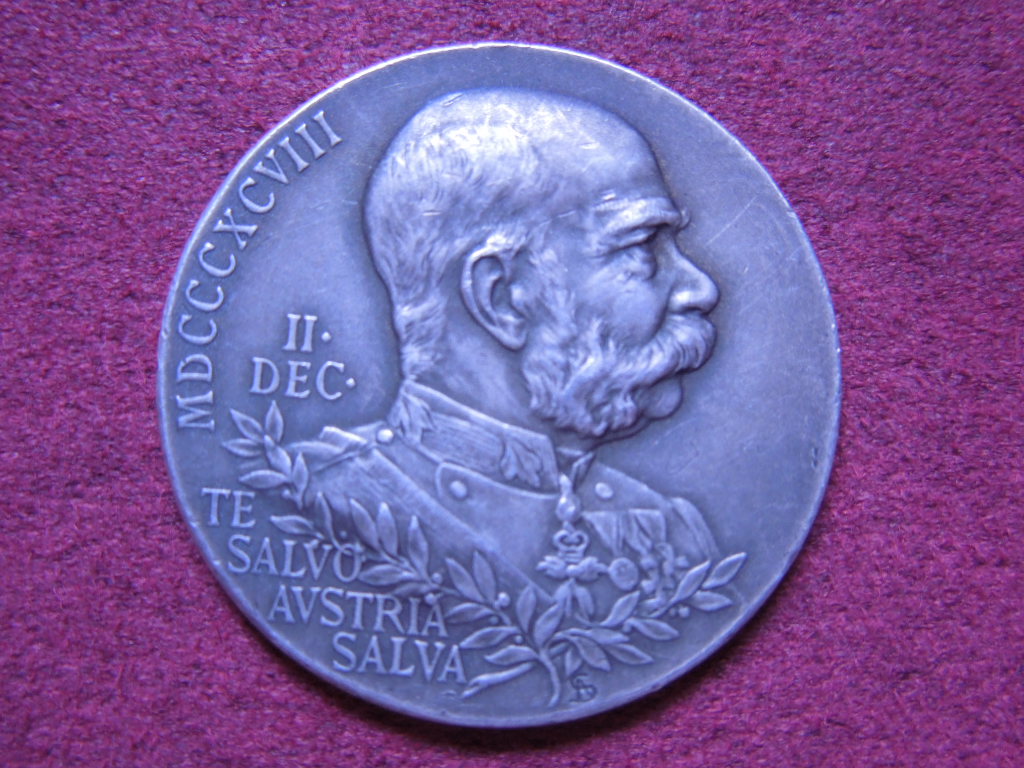 MDCCCXCVIII
II·
DEC·
TE
SALVO
AVSTRIA
SALVA